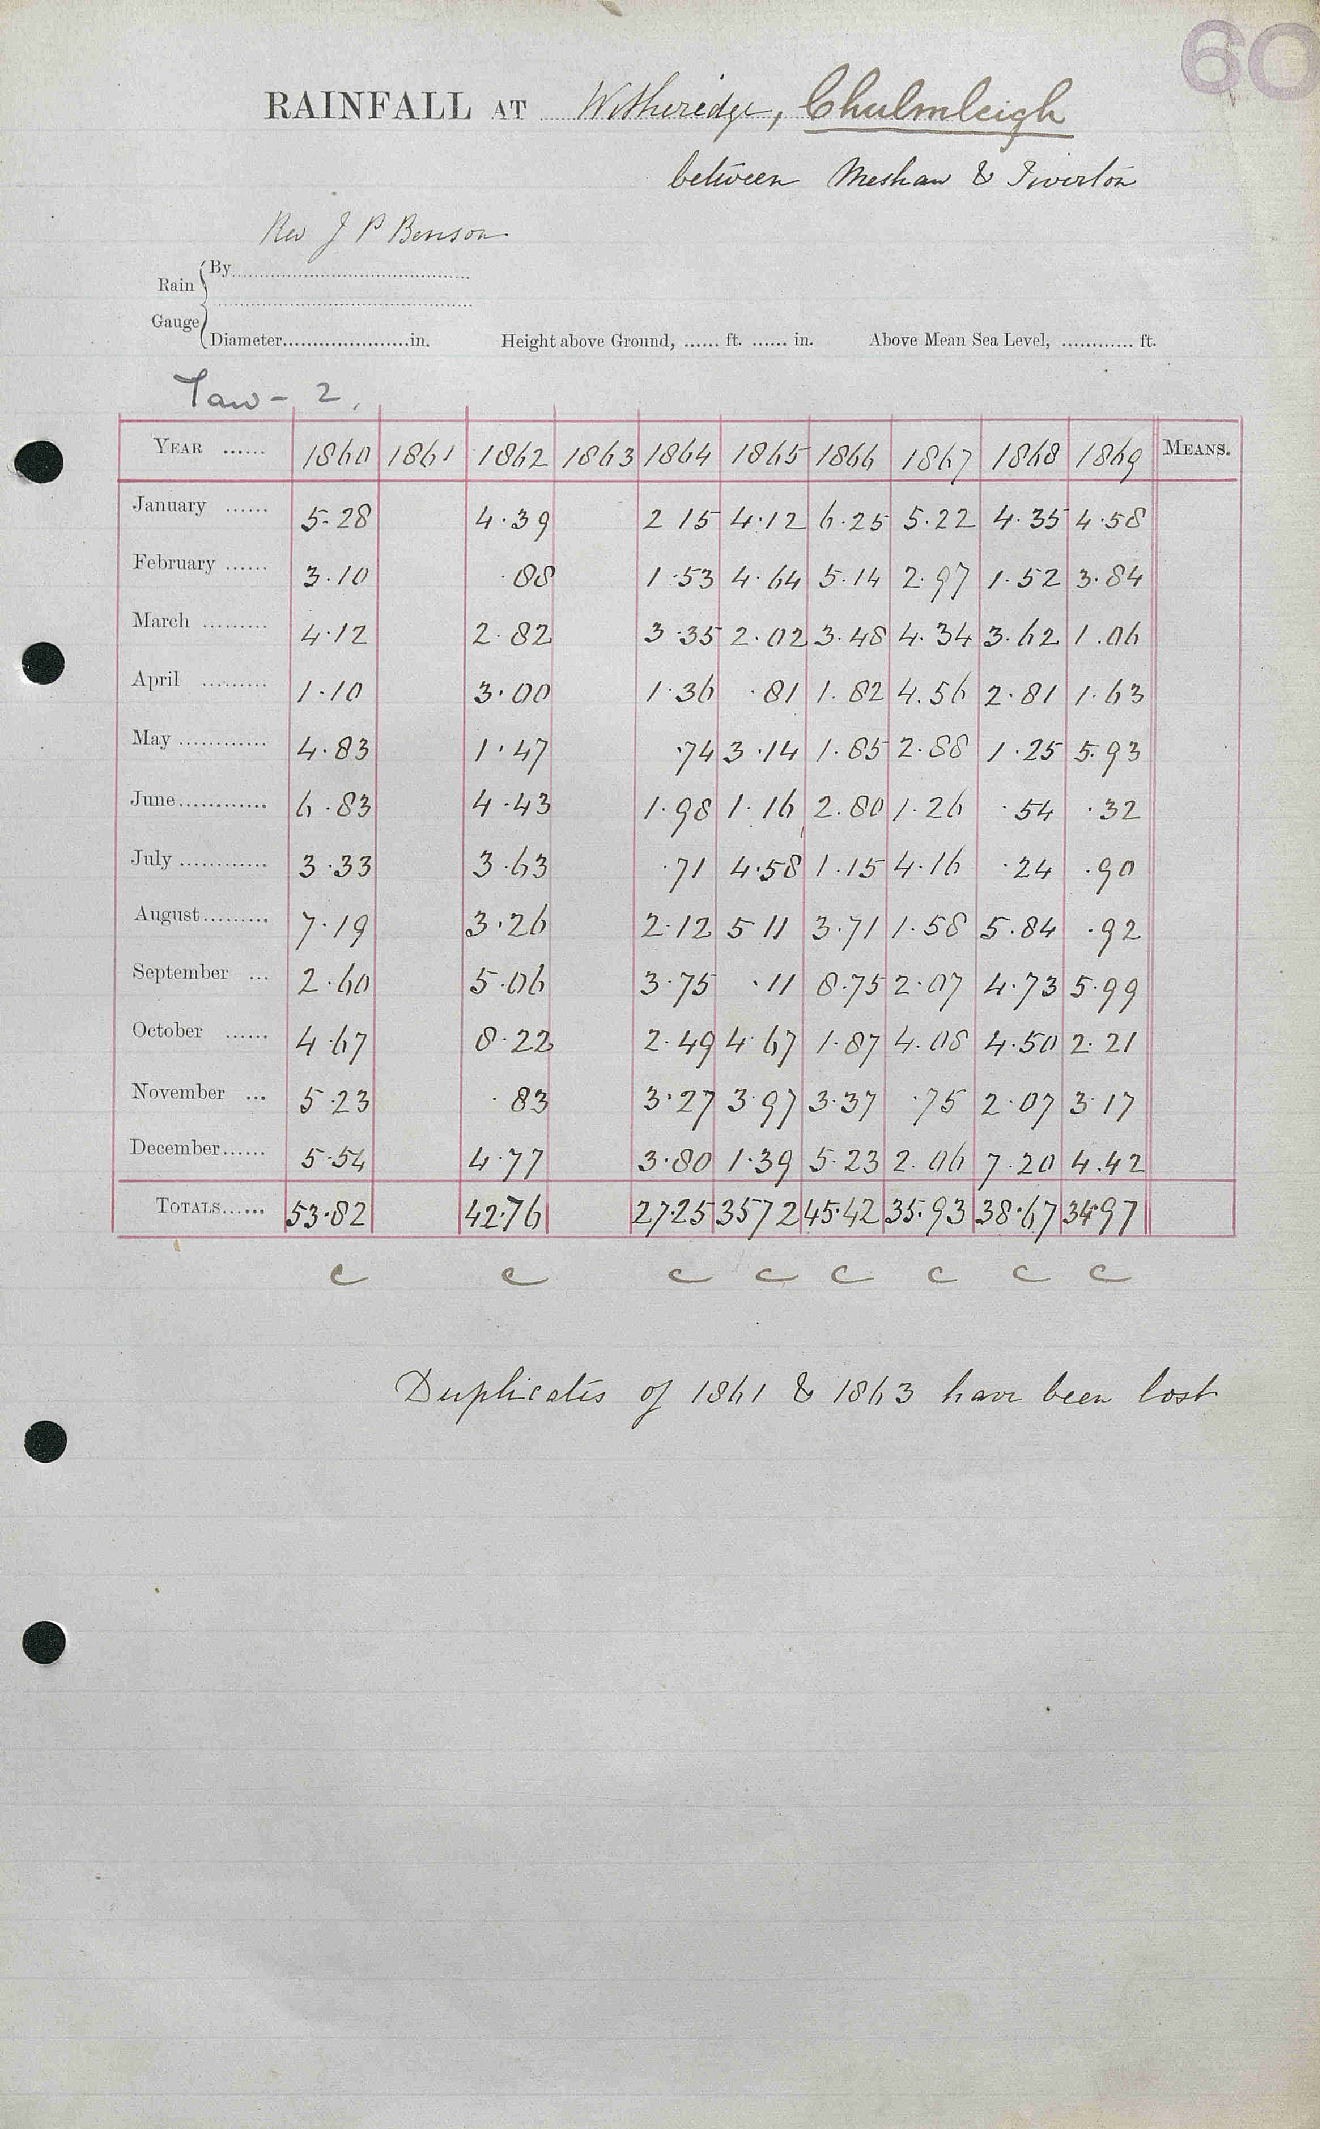 60
RAINFALL AT Witheridge, Chulmleigh
between Meshaw & Tiverton
Rev J P Benson
Rain Gauge { By
Diameter.....................in. Height above Ground, ...... ft. ...... in. Above Mean Sea Level, ............ ft.
Taw - 2.
YEAR ...... 1860 1861 1862 1863 1864 1865 1866 1867 1868 1869 MEANS.
January ...... 5.28 4.39 2 15 4.12 6.25 5.22 4.35 4.58
February ...... 3.10 .88 1.53 4.64 5.14 2.97 1.52 3.84
March ......... 4.12 2.82 3.35 2.02 3.48 4.34 3.62 1.06
April ......... 1.10 3.00 1.36 .81 1.82 4.56 2.81 1.63
May ............ 4.83 1.47 .74 3.14 1.85 2.88 1.25 5.93
June............ 6.83 4.43 1.98 1.16 2.80 1.26 .54 .32
July ............ 3.33 3.63 .71 4.58 1.15 4.16 .24 .90
August......... 7.19 3.26 2.12 5 11 3.71 1.58 5.84 .92
September ... 2.60 5.06 3.75 .11 8.75 2.07 4.73 5.99
October ...... 4.67 8.22 2.49 4.67 1.87 4.08 4.50 2.21
November ... 5.23 .83 3.27 3.97 3.37 .75 2.07 3.17
December...... 5.54 4.77 3.80 1.39 5.23 2.06 7.20 4.42
TOTALS...... 53.82 42.76 27.25 35 72 45.42 35.93 38.67 34.97
c c c c c c c c
Duplicates of 1861 & 1863 have been lost